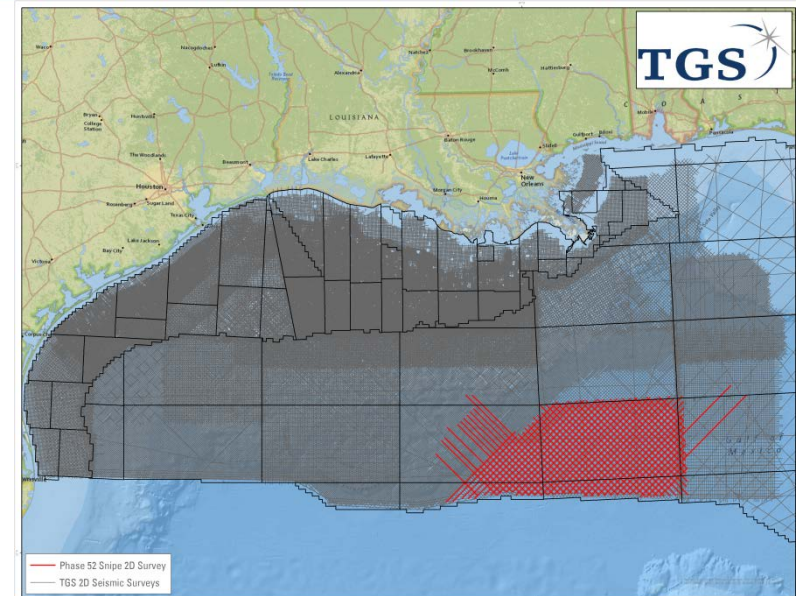 TGS
Waco
Nacogdoches
Lufkin
Alexandria
Natchez
Brookhaven
McComb
Hattiesburg
LOUISIANA
Bryan
College
Station
Huntsville
The Woodlands
Beaumont
Lake Charles
Lafayette
Baton Rouge
Slidell
Gulfport
Biloxi
Mobile
Houston
Rosenberg
Sugar Land
Texas City
Morgan City
Houma
New
Orleans
Lake Jackson
Bay City
Victoria
Gulf of
Mexico
Phase 52 Snipe 2D Survey
TGS 2D Seismic Surveys